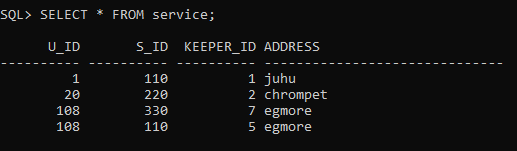 SQL> SELECT * FROM service;
      U_ID       S_ID  KEEPER_ID ADDRESS
---------- ---------- ---------- ------------------------------
         1        110          1 juhu
        20        220          2 chrompet
       108        330          7 egmore
       108        110          5 egmore